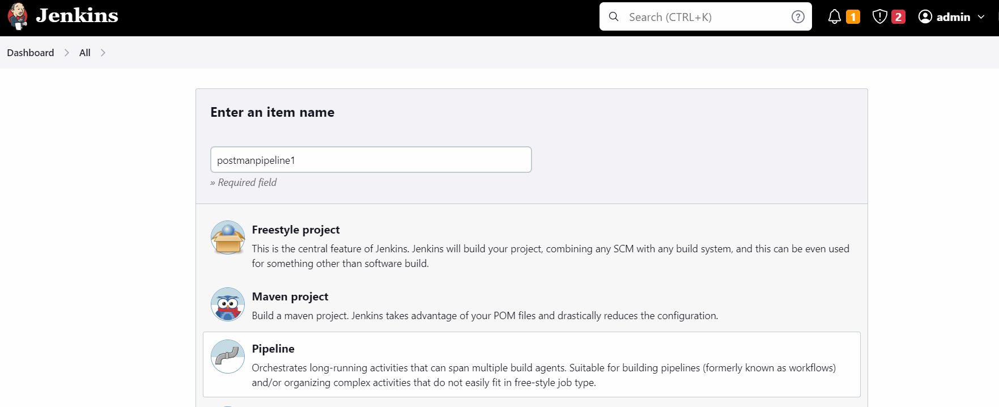 Jenkins
Search (CTRL+K)
?
1
2
admin
Dashboard
All
Enter an item name
postmanpipeline1
» Required field
Freestyle project
This is the central feature of Jenkins. Jenkins will build your project, combining any SCM with any build system, and this can be even used
for something other than software build.
Maven project
Build a maven project. Jenkins takes advantage of your POM files and drastically reduces the configuration.
Pipeline
Orchestrates long-running activities that can span multiple build agents. Suitable for building pipelines (formerly known as workflows)
and/or organizing complex activities that do not easily fit in free-style job type.